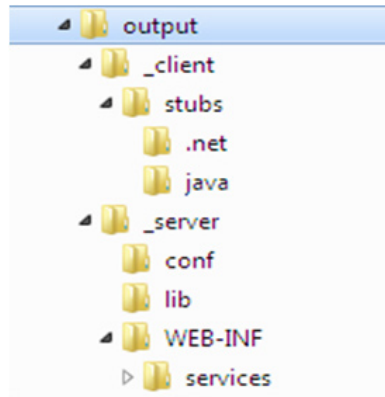 output
_client
stubs
.net
java
_server
conf
lib
WEB-INF
services